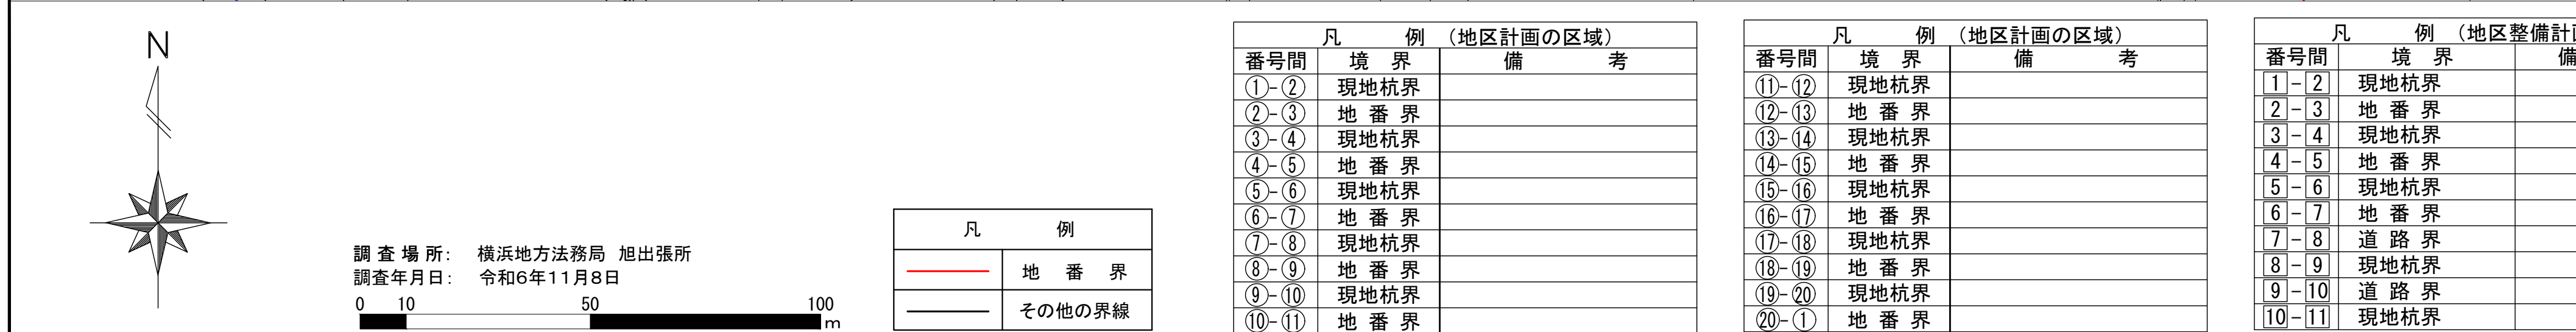 N
調査場所: 横浜地方法務局 旭出張所
調査年月日: 令和6年11月8日
0 10 50 100
m
凡 例
地 番 界
その他の界線
凡 例 （地区計画の区域）
番号間 境 界 備 考
①-② 現地杭界
②-③ 地 番 界
③-④ 現地杭界
④-⑤ 地 番 界
⑤-⑥ 現地杭界
⑥-⑦ 地 番 界
⑦-⑧ 現地杭界
⑧-⑨ 地 番 界
⑨-⑩ 現地杭界
⑩-⑪ 地 番 界
凡 例 （地区計画の区域）
番号間 境 界 備 考
⑪-⑫ 現地杭界
⑫-⑬ 地 番 界
⑬-⑭ 現地杭界
⑭-⑮ 地 番 界
⑮-⑯ 現地杭界
⑯-⑰ 地 番 界
⑰-⑱ 現地杭界
⑱-⑲ 地 番 界
⑲-⑳ 現地杭界
⑳-① 地 番 界
凡 例 （地区整備計
番号間 境 界 備
1-2 現地杭界
2-3 地 番 界
3-4 現地杭界
4-5 地 番 界
5-6 現地杭界
6-7 地 番 界
7-8 道 路 界
8-9 現地杭界
9-10 道 路 界
10-11 現地杭界